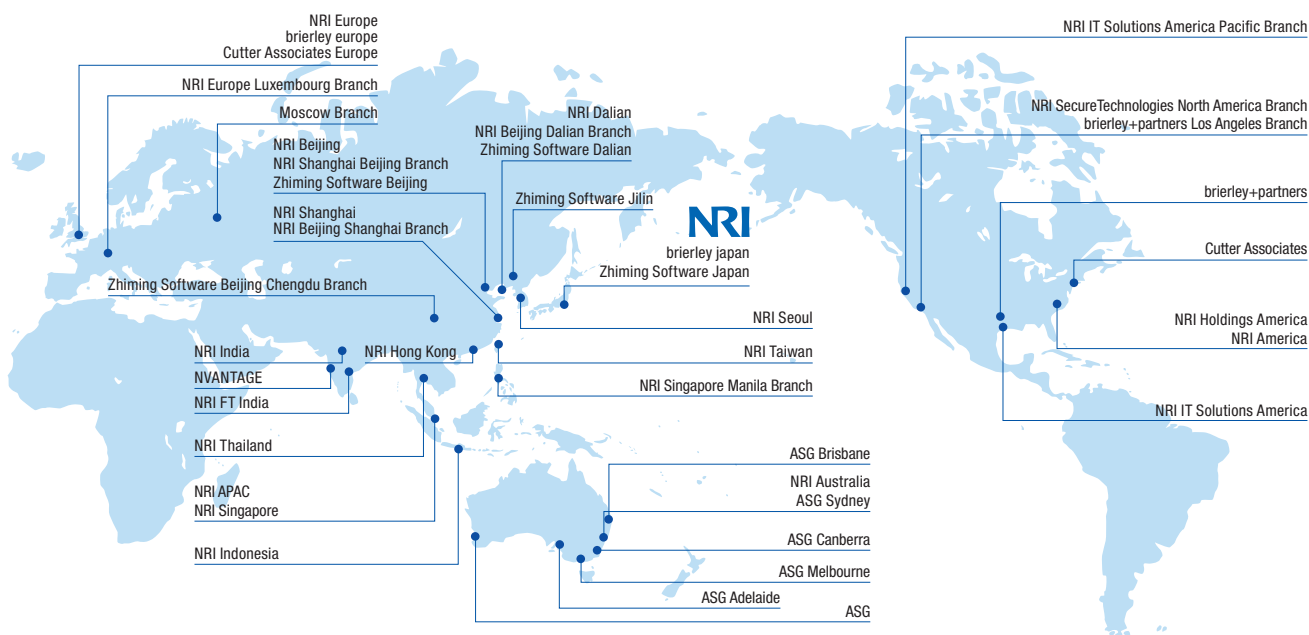 NRI Europe
brierley europe
Cutter Associates Europe
NRI Europe Luxembourg Branch
Moscow Branch
NRI Beijing
NRI Shanghai Beijing Branch
Zhiming Software Beijing
NRI Shanghai
NRI Beijing Shanghai Branch
Zhiming Software Beijing Chengdu Branch
NRI India
NVANTAGE
NRI FT India
NRI Thailand
NRI APAC
NRI Singapore
NRI Indonesia
NRI Hong Kong
NRI Dalian
NRI Beijing Dalian Branch
Zhiming Software Dalian
Zhiming Software Jilin
NRI
brierley japan
Zhiming Software Japan
NRI Seoul
NRI Taiwan
NRI Singapore Manila Branch
ASG Brisbane
NRI Australia
ASG Sydney
ASG Canberra
ASG Melbourne
ASG Adelaide
ASG
NRI IT Solutions America Pacific Branch
NRI SecureTechnologies North America Branch
brierley+partners Los Angeles Branch
brierley+partners
Cutter Associates
NRI Holdings America
NRI America
NRI IT Solutions America